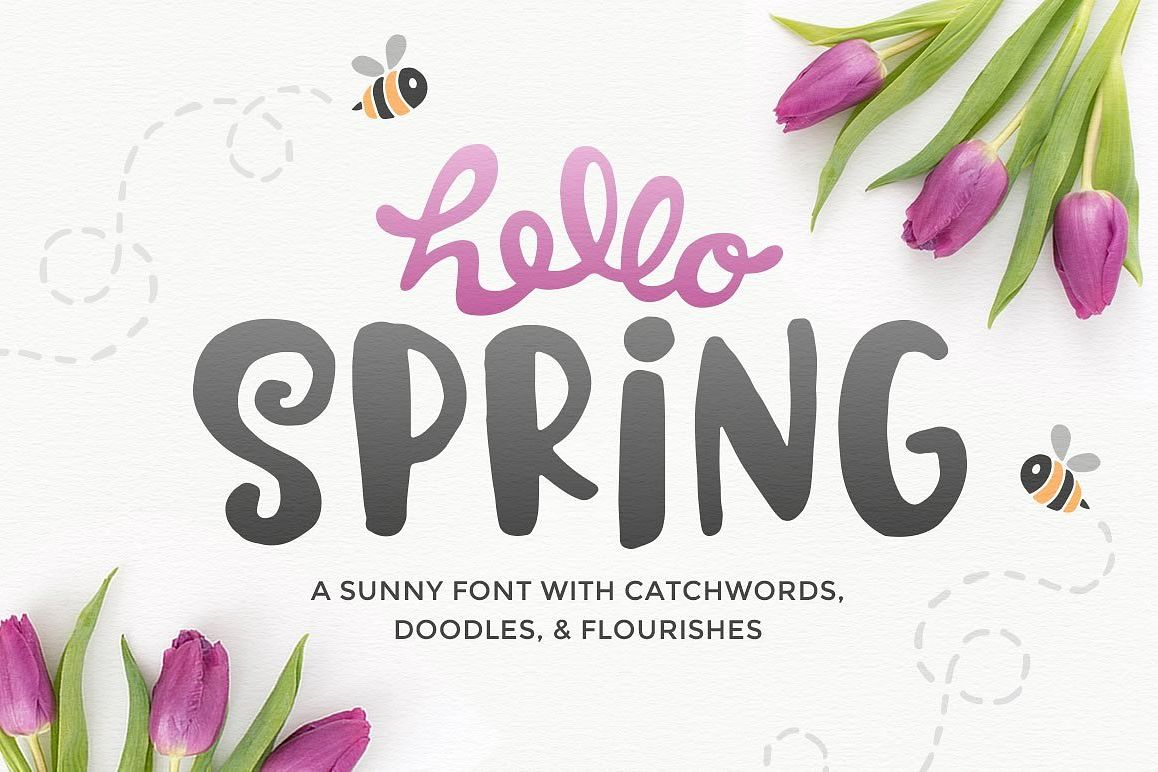 hello
SPRiNG
A SUNNY FONT WITH CATCHWORDS,
DOODLES, & FLOURISHES